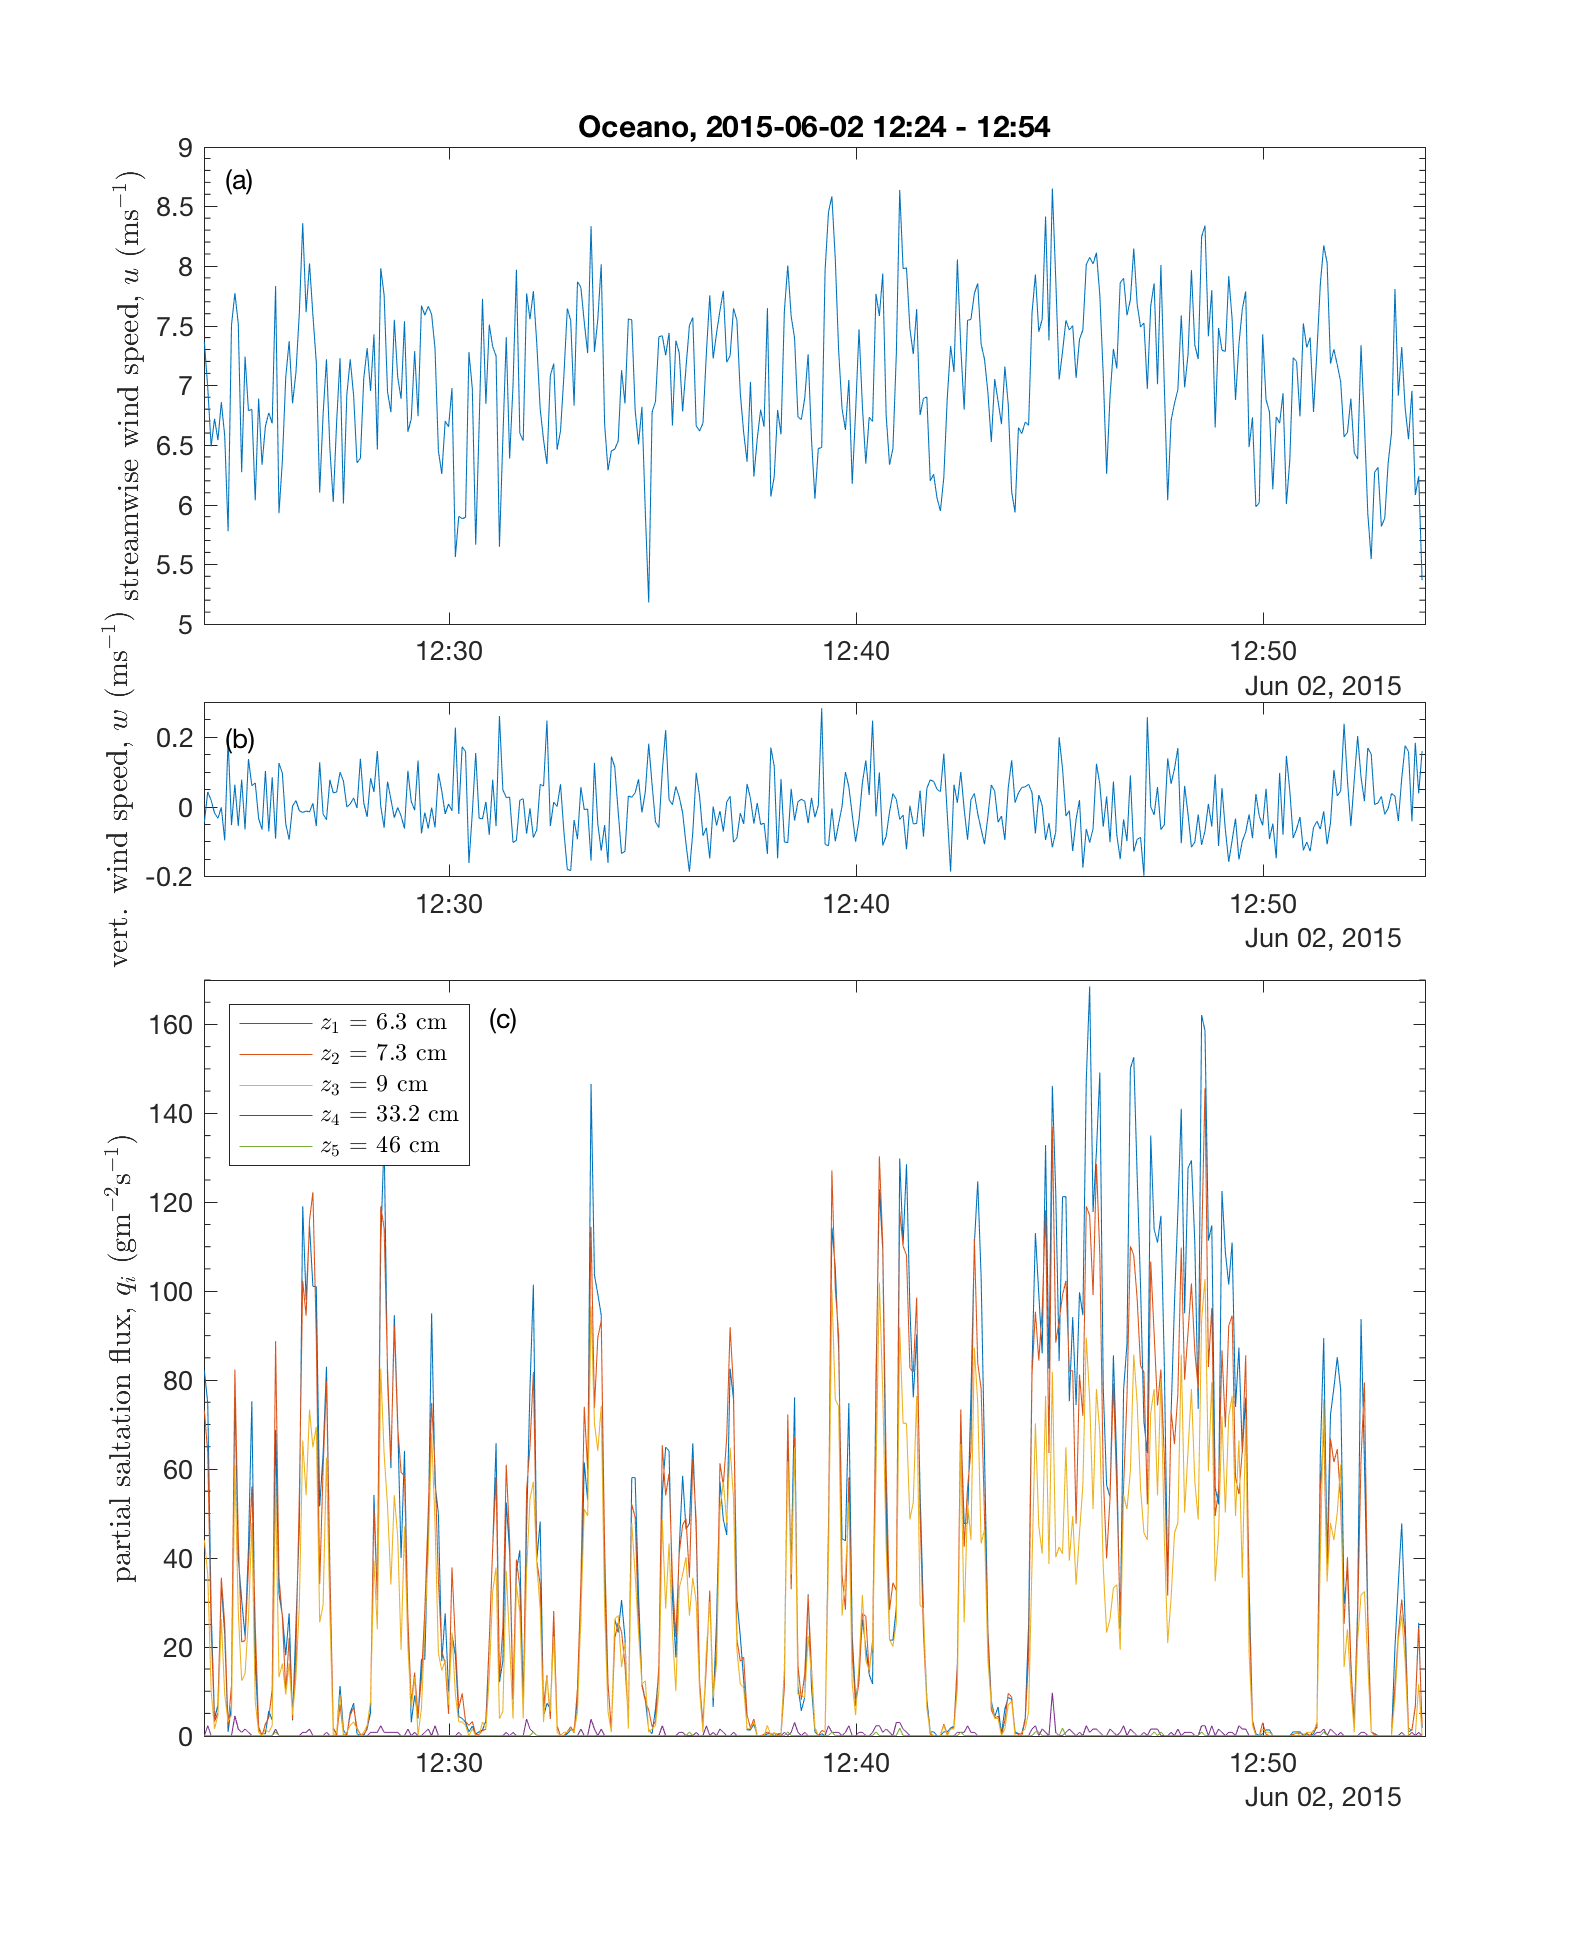 Oceano, 2015-06-02 12:24 - 12:54
(a)
streamwise wind speed, u (ms⁻¹)
9
8.5
8
7.5
7
6.5
6
5.5
5
12:30 12:40 12:50
Jun 02, 2015
(b)
vert. wind speed, w (ms⁻¹)
0.2
0
-0.2
12:30 12:40 12:50
Jun 02, 2015
(c)
z₁ = 6.3 cm
z₂ = 7.3 cm
z₃ = 9 cm
z₄ = 33.2 cm
z₅ = 46 cm
partial saltation flux, qᵢ (gm⁻²s⁻¹)
160
140
120
100
80
60
40
20
0
12:30 12:40 12:50
Jun 02, 2015